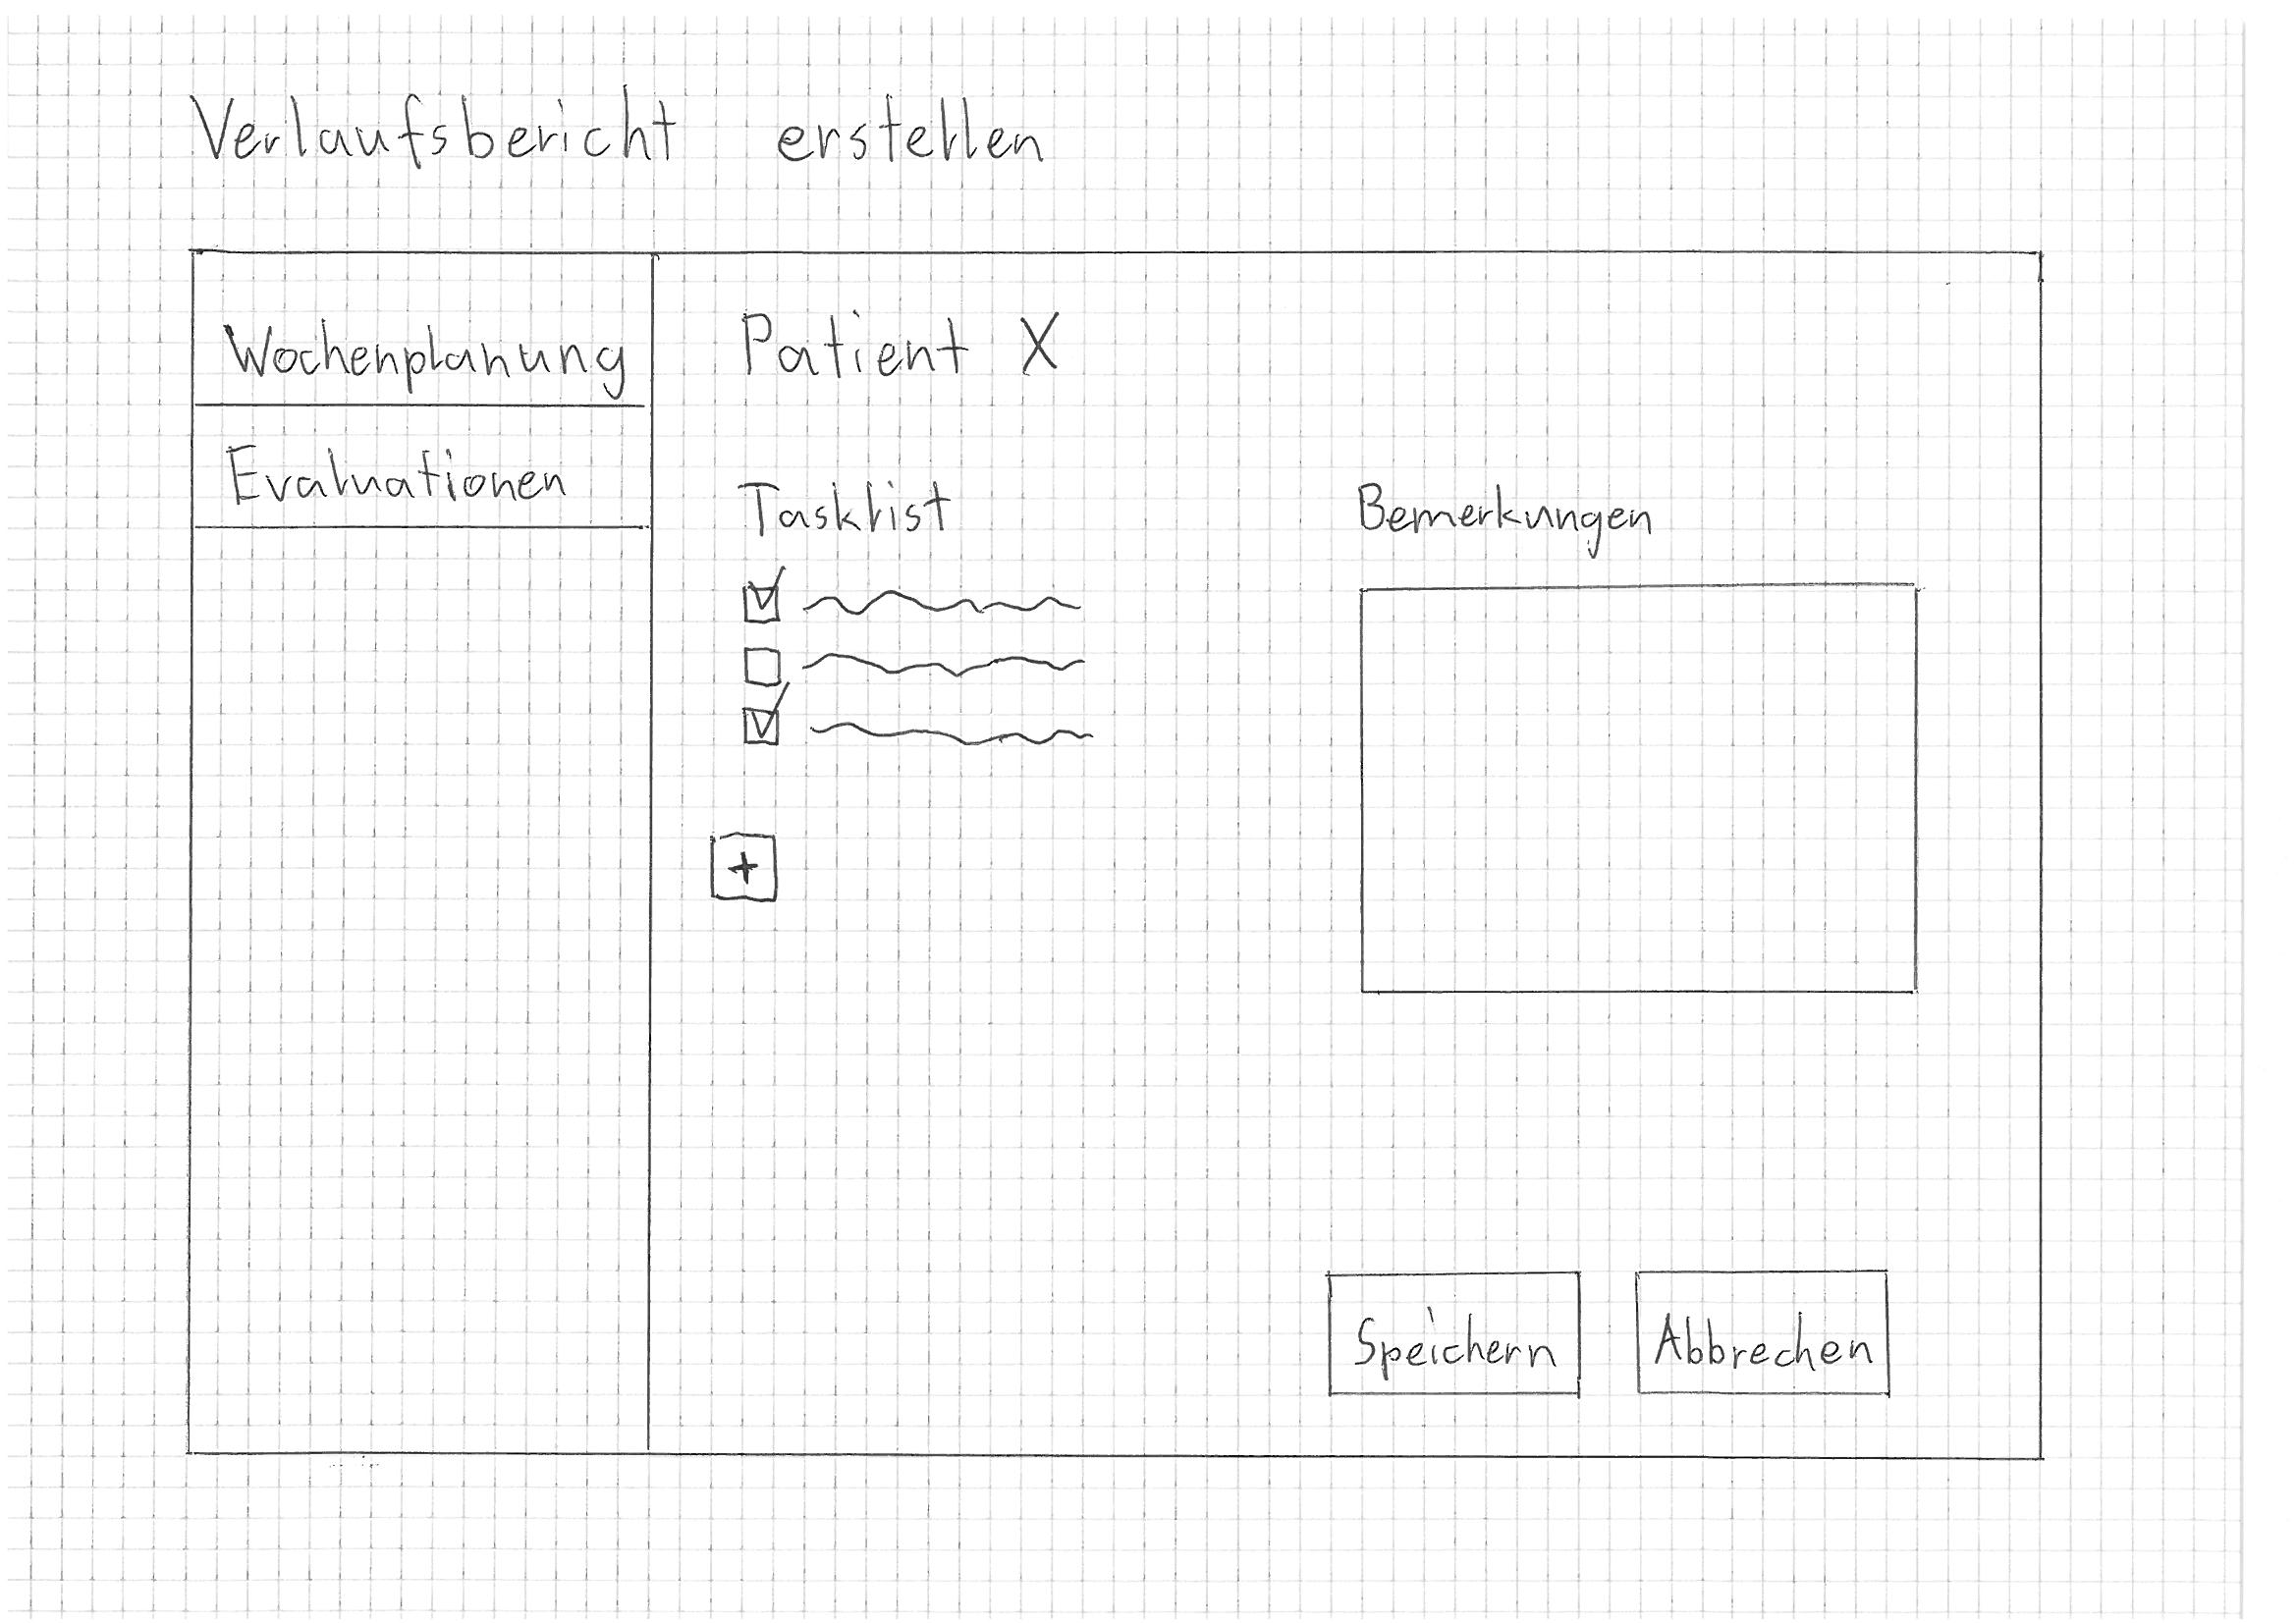 Verlaufsbericht erstellen
Wochenplanung
Evaluationen
Patient X
Tasklist
+
Bemerkungen
Speichern
Abbrechen